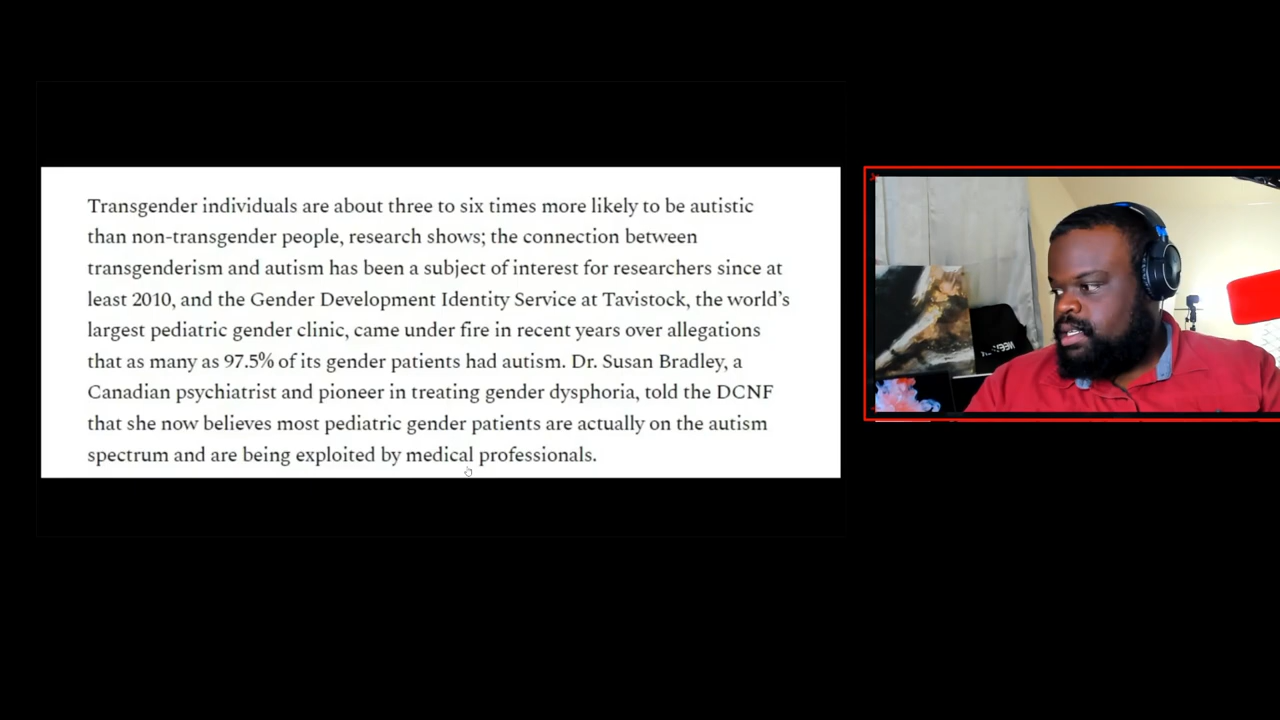 Transgender individuals are about three to six times more likely to be autistic
than non-transgender people, research shows; the connection between
transgenderism and autism has been a subject of interest for researchers since at
least 2010, and the Gender Development Identity Service at Tavistock, the world's
largest pediatric gender clinic, came under fire in recent years over allegations
that as many as 97.5% of its gender patients had autism. Dr. Susan Bradley, a
Canadian psychiatrist and pioneer in treating gender dysphoria, told the DCNF
that she now believes most pediatric gender patients are actually on the autism
spectrum and are being exploited by medical professionals.